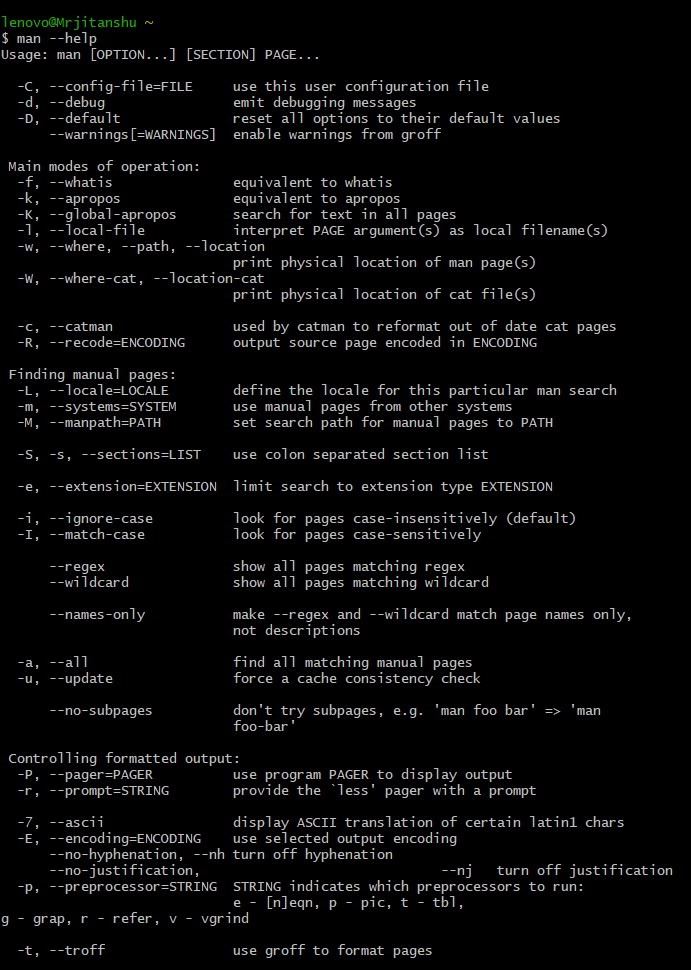 lenovo@Mrjitanshu ~
$ man --help
Usage: man [OPTION...] [SECTION] PAGE...
-C, --config-file=FILE     use this user configuration file
-d, --debug                emit debugging messages
-D, --default              reset all options to their default values
    --warnings[=WARNINGS]  enable warnings from groff
Main modes of operation:
-f, --whatis               equivalent to whatis
-k, --apropos              equivalent to apropos
-K, --global-apropos       search for text in all pages
-l, --local-file           interpret PAGE argument(s) as local filename(s)
-w, --where, --path, --location
                           print physical location of man page(s)
-W, --where-cat, --location-cat
                           print physical location of cat file(s)
-c, --catman               used by catman to reformat out of date cat pages
-R, --recode=ENCODING      output source page encoded in ENCODING
Finding manual pages:
-L, --locale=LOCALE        define the locale for this particular man search
-m, --systems=SYSTEM       use manual pages from other systems
-M, --manpath=PATH         set search path for manual pages to PATH
-S, -s, --sections=LIST    use colon separated section list
-e, --extension=EXTENSION  limit search to extension type EXTENSION
-i, --ignore-case          look for pages case-insensitively (default)
-I, --match-case           look for pages case-sensitively
    --regex                show all pages matching regex
    --wildcard             show all pages matching wildcard
    --names-only           make --regex and --wildcard match page names only,
                           not descriptions
-a, --all                  find all matching manual pages
-u, --update               force a cache consistency check
    --no-subpages          don't try subpages, e.g. 'man foo bar' => 'man
                           foo-bar'
Controlling formatted output:
-P, --pager=PAGER          use program PAGER to display output
-r, --prompt=STRING        provide the `less' pager with a prompt
-7, --ascii                display ASCII translation of certain latin1 chars
-E, --encoding=ENCODING    use selected output encoding
    --no-hyphenation, --nh turn off hyphenation
    --no-justification,                              --nj   turn off justification
-p, --preprocessor=STRING  STRING indicates which preprocessors to run:
                           e - [n]eqn, p - pic, t - tbl,
g - grap, r - refer, v - vgrind
-t, --troff                use groff to format pages